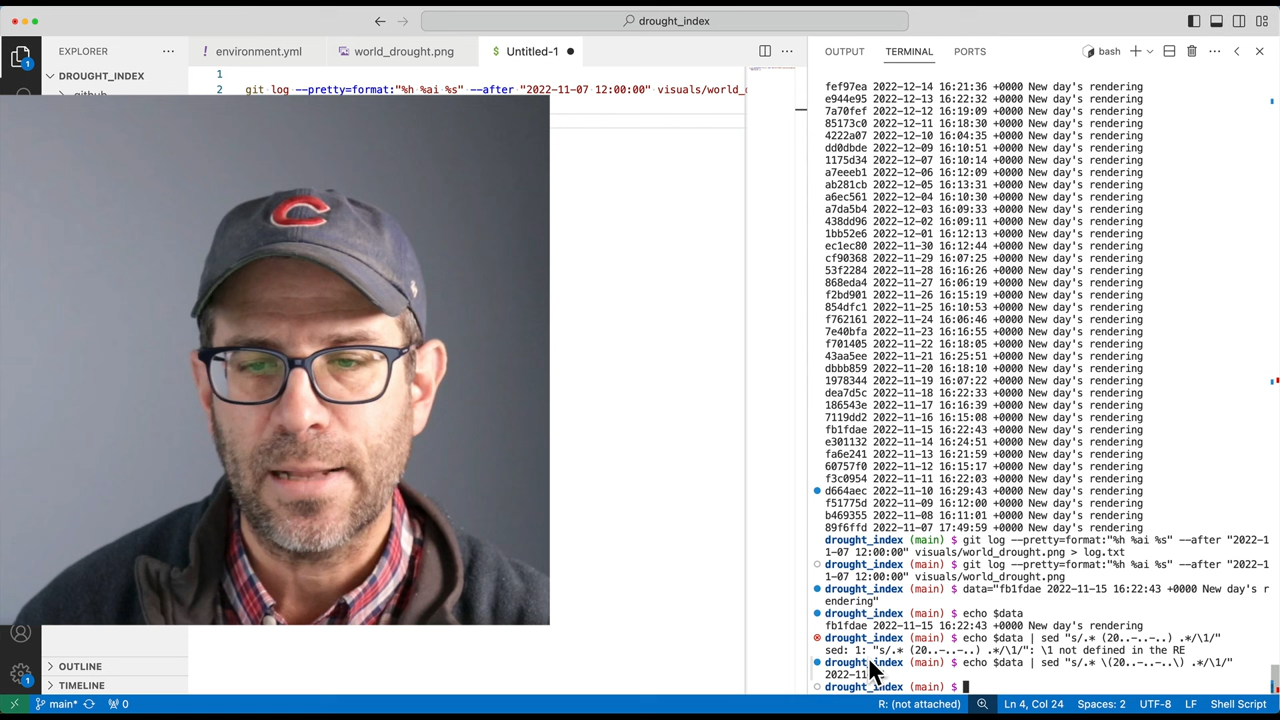 drought_index
EXPLORER
environment.yml
world_drought.png
$ Untitled-1
OUTPUT
TERMINAL
PORTS
bash
DROUGHT_INDEX
.github
1
2
git log --pretty=format:"%h %ai %s" --after "2022-11-07 12:00:00" visuals/world_
fef97ea 2022-12-14 16:21:36 +0000 New day's rendering
e944e95 2022-12-13 16:22:32 +0000 New day's rendering
7a70fef 2022-12-12 16:19:09 +0000 New day's rendering
85173c0 2022-12-11 16:18:30 +0000 New day's rendering
4222a07 2022-12-10 16:04:35 +0000 New day's rendering
dd0dbde 2022-12-09 16:10:51 +0000 New day's rendering
1175d34 2022-12-07 16:10:14 +0000 New day's rendering
a7eeeb1 2022-12-06 16:12:09 +0000 New day's rendering
ab281cb 2022-12-05 16:13:31 +0000 New day's rendering
a6ec561 2022-12-04 16:10:30 +0000 New day's rendering
a7da5b4 2022-12-03 16:09:33 +0000 New day's rendering
438dd96 2022-12-02 16:09:11 +0000 New day's rendering
1bb52e6 2022-12-01 16:12:13 +0000 New day's rendering
ec1ec80 2022-11-30 16:12:44 +0000 New day's rendering
cf90368 2022-11-29 16:07:25 +0000 New day's rendering
53f2284 2022-11-28 16:16:26 +0000 New day's rendering
868eda4 2022-11-27 16:06:19 +0000 New day's rendering
f2bd901 2022-11-26 16:15:19 +0000 New day's rendering
854dfc1 2022-11-25 16:10:53 +0000 New day's rendering
f762161 2022-11-24 16:06:46 +0000 New day's rendering
7e40bfa 2022-11-23 16:16:55 +0000 New day's rendering
f701405 2022-11-22 16:18:05 +0000 New day's rendering
43aa5ee 2022-11-21 16:25:51 +0000 New day's rendering
dbbb859 2022-11-20 16:18:10 +0000 New day's rendering
1978344 2022-11-19 16:07:22 +0000 New day's rendering
dea7d5c 2022-11-18 16:22:33 +0000 New day's rendering
186543e 2022-11-17 16:16:39 +0000 New day's rendering
7119dd2 2022-11-16 16:15:08 +0000 New day's rendering
fb1fdae 2022-11-15 16:22:43 +0000 New day's rendering
e301132 2022-11-14 16:24:51 +0000 New day's rendering
fa6e241 2022-11-13 16:21:59 +0000 New day's rendering
60757f0 2022-11-12 16:15:17 +0000 New day's rendering
f3c0954 2022-11-11 16:22:03 +0000 New day's rendering
d664aec 2022-11-10 16:29:43 +0000 New day's rendering
f51775d 2022-11-09 16:12:00 +0000 New day's rendering
b469355 2022-11-08 16:11:01 +0000 New day's rendering
89f6ffd 2022-11-07 17:49:59 +0000 New day's rendering
drought_index (main) $ git log --pretty=format:"%h %ai %s" --after "2022-1
1-07 12:00:00" visuals/world_drought.png > log.txt
drought_index (main) $ git log --pretty=format:"%h %ai %s" --after "2022-1
1-07 12:00:00" visuals/world_drought.png
drought_index (main) $ data="fb1fdae 2022-11-15 16:22:43 +0000 New day's r
endering"
drought_index (main) $ echo $data
fb1fdae 2022-11-15 16:22:43 +0000 New day's rendering
drought_index (main) $ echo $data | sed "s/.* (20..-..-..) .*/\1/"
sed: 1: "s/.* (20..-..-..) .*/\1/": \1 not defined in the RE
drought_index (main) $ echo $data | sed "s/.* \(20..-..-..\) .*/\1/"
2022-11
drought_index (main) $
OUTLINE
TIMELINE
main*
0
R: (not attached)
Ln 4, Col 24
Spaces: 2
UTF-8
LF
Shell Script